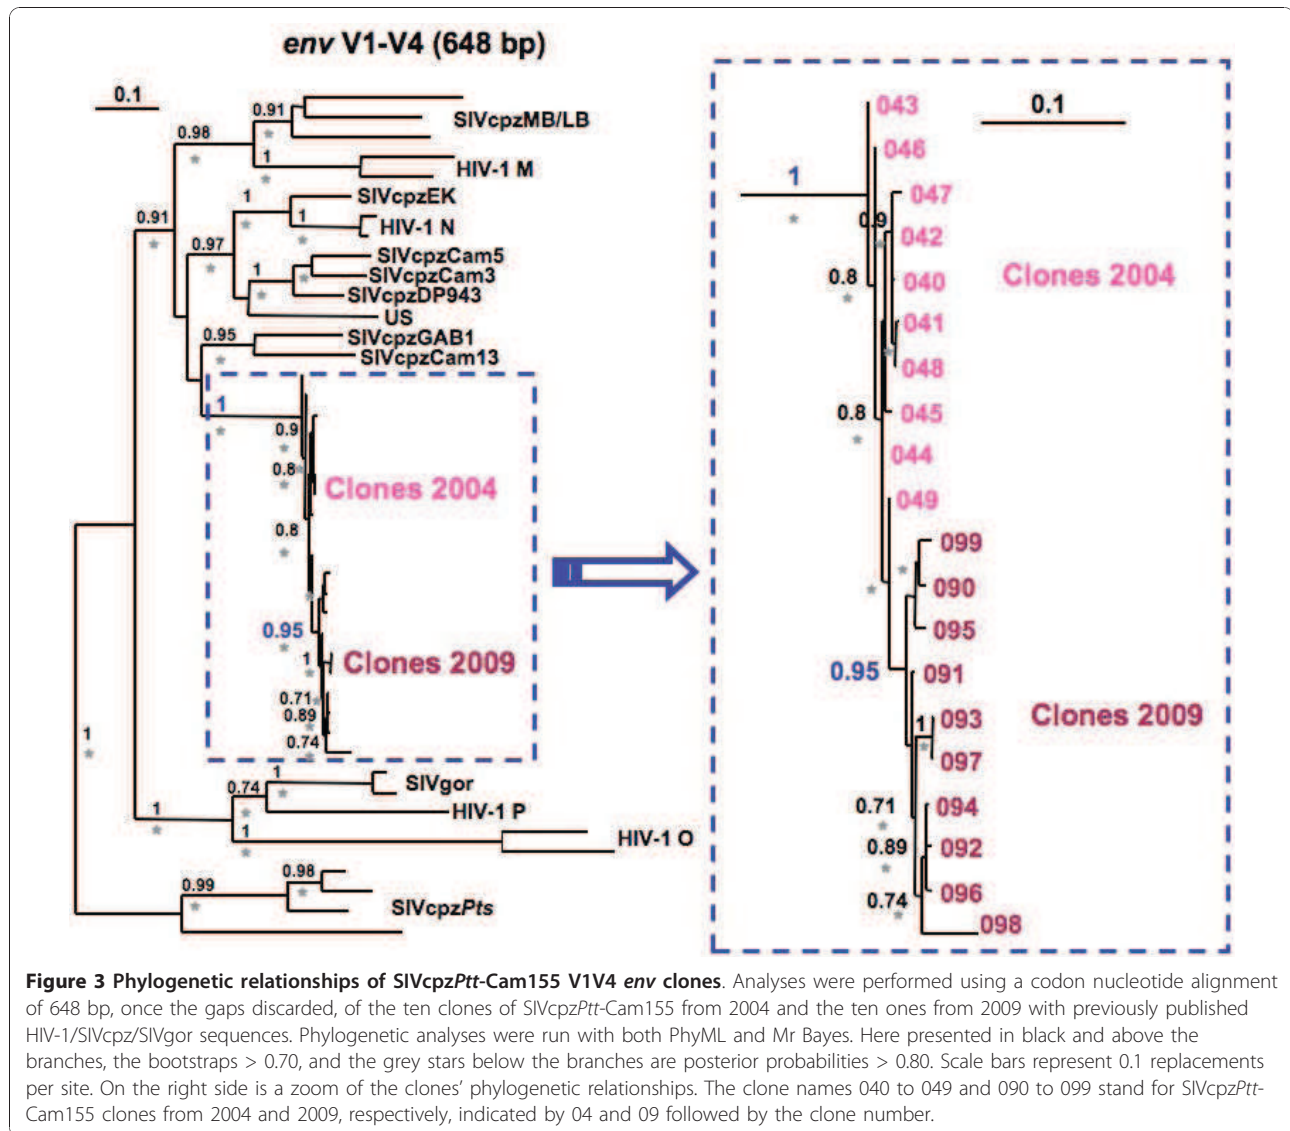 env V1-V4 (648 bp)
0.1
0.91
SIVcpzMB/LB
0.98
1
HIV-1 M
SIVcpzEK
1
0.91
1
HIV-1 N
0.97
SIVcpzCam5
1
SIVcpzCam3
SIVcpzDP943
US
0.95
SIVcpzGAB1
SIVcpzCam13
1
0.9
0.8
Clones 2004
0.8
0.95
1
Clones 2009
0.71
0.89
0.74
1
1
SIVgor
0.74
HIV-1 P
1
1
HIV-1 O
0.98
0.99
SIVcpzPts
043
0.1
046
1
047
0.9
042
0.8
040
Clones 2004
041
048
0.8
045
044
049
099
090
095
0.95
091
093
Clones 2009
1
097
0.71
094
0.89
092
0.74
096
098
Figure 3 Phylogenetic relationships of SIVcpzPtt-Cam155 V1V4 env clones. Analyses were performed using a codon nucleotide alignment
of 648 bp, once the gaps discarded, of the ten clones of SIVcpzPtt-Cam155 from 2004 and the ten ones from 2009 with previously published
HIV-1/SIVcpz/SIVgor sequences. Phylogenetic analyses were run with both PhyML and Mr Bayes. Here presented in black and above the
branches, the bootstraps > 0.70, and the grey stars below the branches are posterior probabilities > 0.80. Scale bars represent 0.1 replacements
per site. On the right side is a zoom of the clones' phylogenetic relationships. The clone names 040 to 049 and 090 to 099 stand for SIVcpzPtt-
Cam155 clones from 2004 and 2009, respectively, indicated by 04 and 09 followed by the clone number.